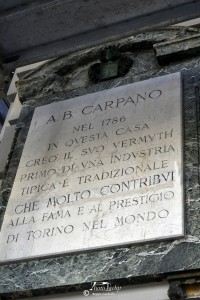 A. B. CARPANO
NEL 1786
IN QVESTA CASA
CREÒ IL SVO VERMVTH
PRIMO DI VNA INDVSTRIA
TIPICA E TRADIZIONALE
CHE MOLTO CONTRIBVÌ
ALLA FAMA E AL PRESTIGIO
DI TORINO NEL MONDO